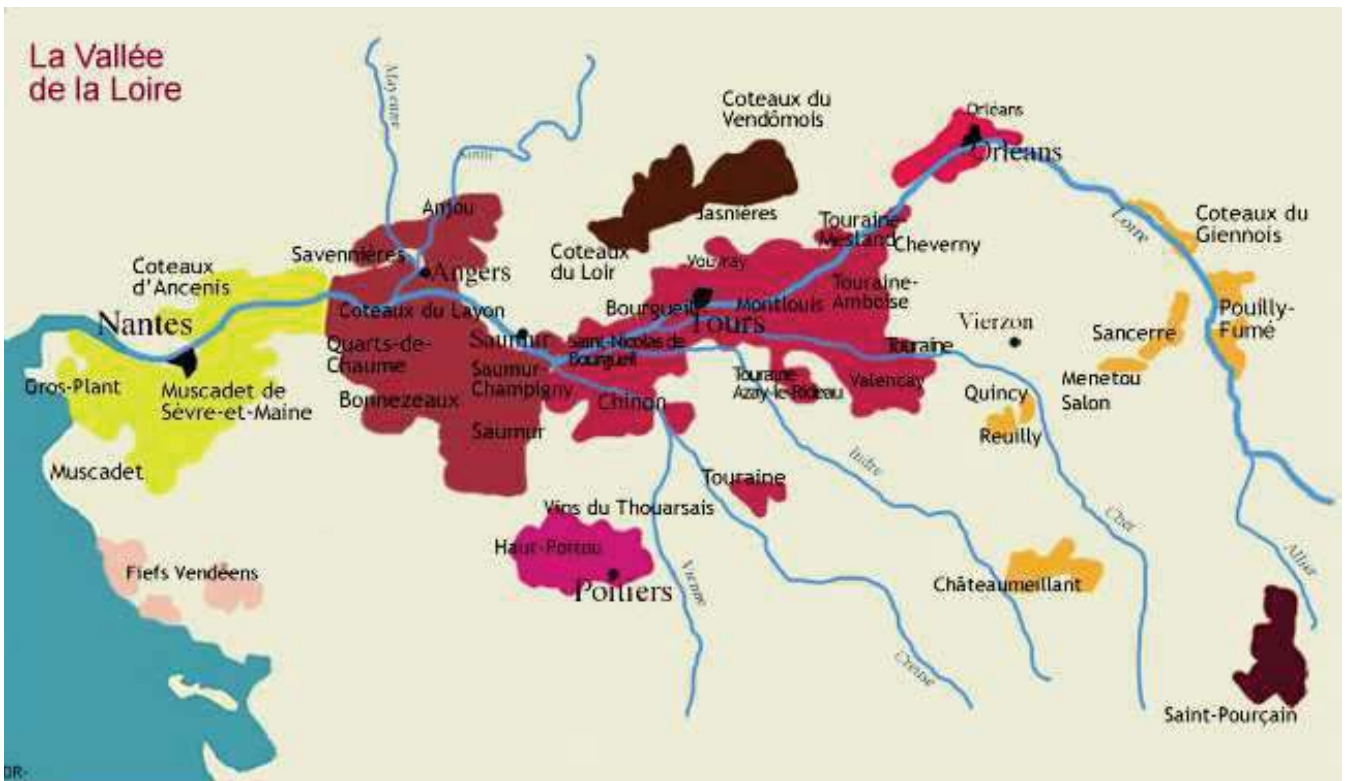 La Vallée
de la Loire
Mayenne
Coteaux du
Vendômois
Orléans
Orléans
Anjou
Jasnières
Touraine-
Mesland
Cheverny
Loire
Coteaux du
Giennois
Savennières
Angers
Coteaux
du Loir
Vouvray
Coteaux
d'Ancenis
Touraine-
Amboise
Nantes
Coteaux du Layon
Bourgueil
Montlouis
Tours
Vierzon
Sancerre
Pouilly-
Fumé
Quarts-de-
Chaume
Saumur
Saint-Nicolas de
Bourgueil
Touraine
Gros-Plant
Muscadet de
Sèvre-et-Maine
Saumur-
Champigny
Touraine
Azay-le-Rideau
Valencay
Menetou
Salon
Bonnezeaux
Chinon
Quincy
Reuilly
Saumur
Muscadet
Touraine
Indre
Vins du Thouarsais
Cher
Haut-Poitou
Poitiers
Fiefs Vendéens
Vienne
Châteaumeillant
Allier
Creuse
Saint-Pourçain
OR-